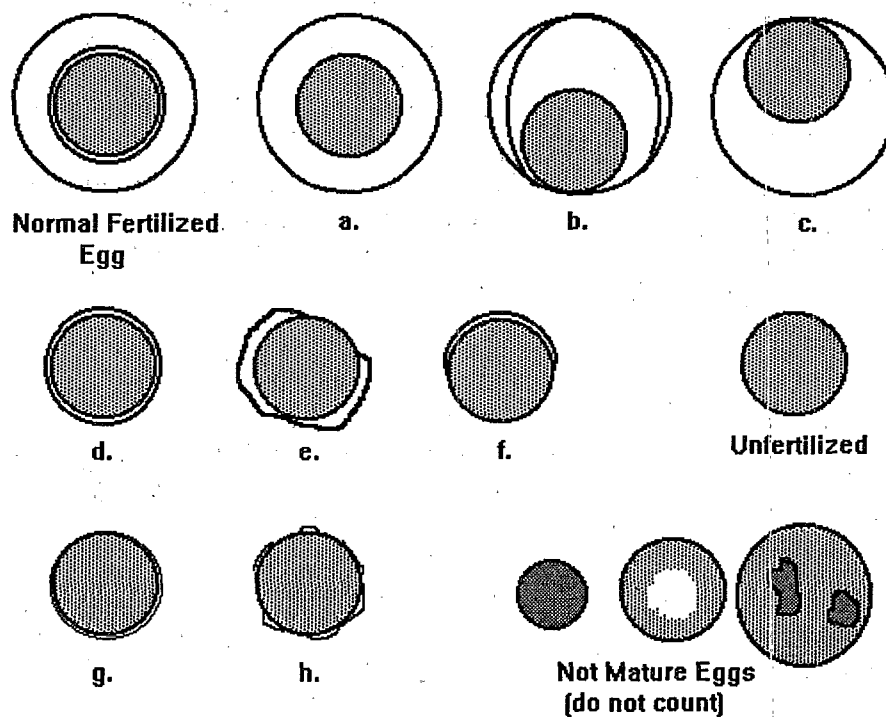 Normal Fertilized
Egg
a.
b.
c.
d.
e.
f.
Unfertilized
g.
h.
Not Mature Eggs
(do not count)